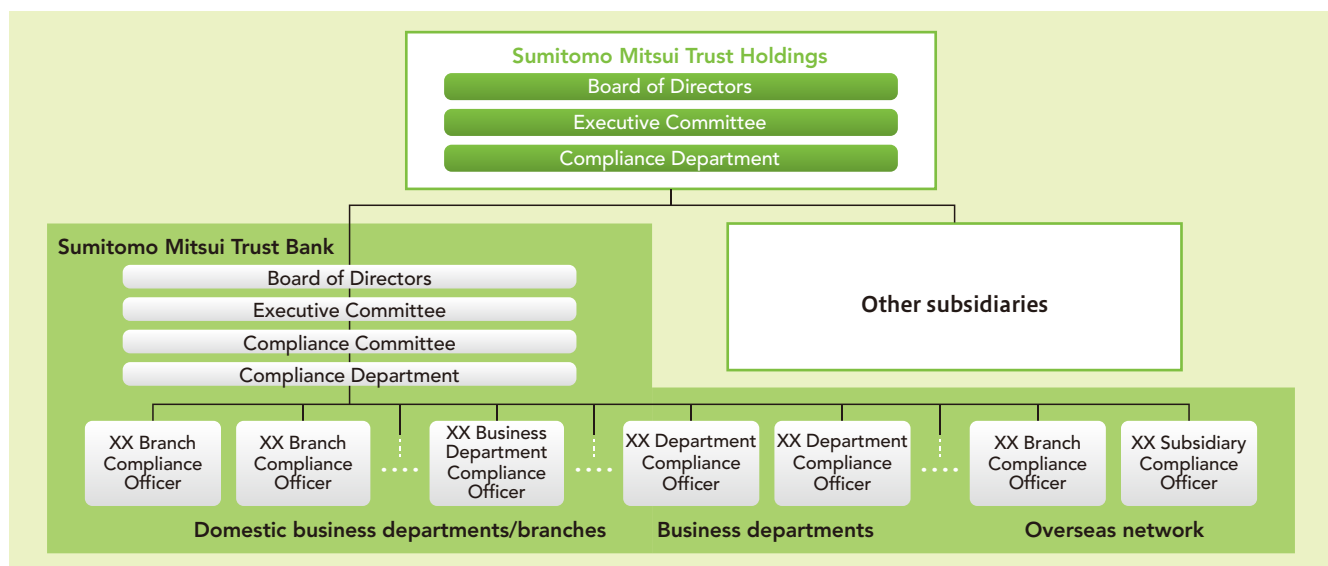 Sumitomo Mitsui Trust Holdings
Board of Directors
Executive Committee
Compliance Department
Sumitomo Mitsui Trust Bank
Board of Directors
Executive Committee
Compliance Committee
Compliance Department
Other subsidiaries
XX Branch
Compliance
Officer
XX Branch
Compliance
Officer
XX Business
Department
Compliance
Officer
XX Department
Compliance
Officer
XX Department
Compliance
Officer
XX Branch
Compliance
Officer
XX Subsidiary
Compliance
Officer
Domestic business departments/branches
Business departments
Overseas network